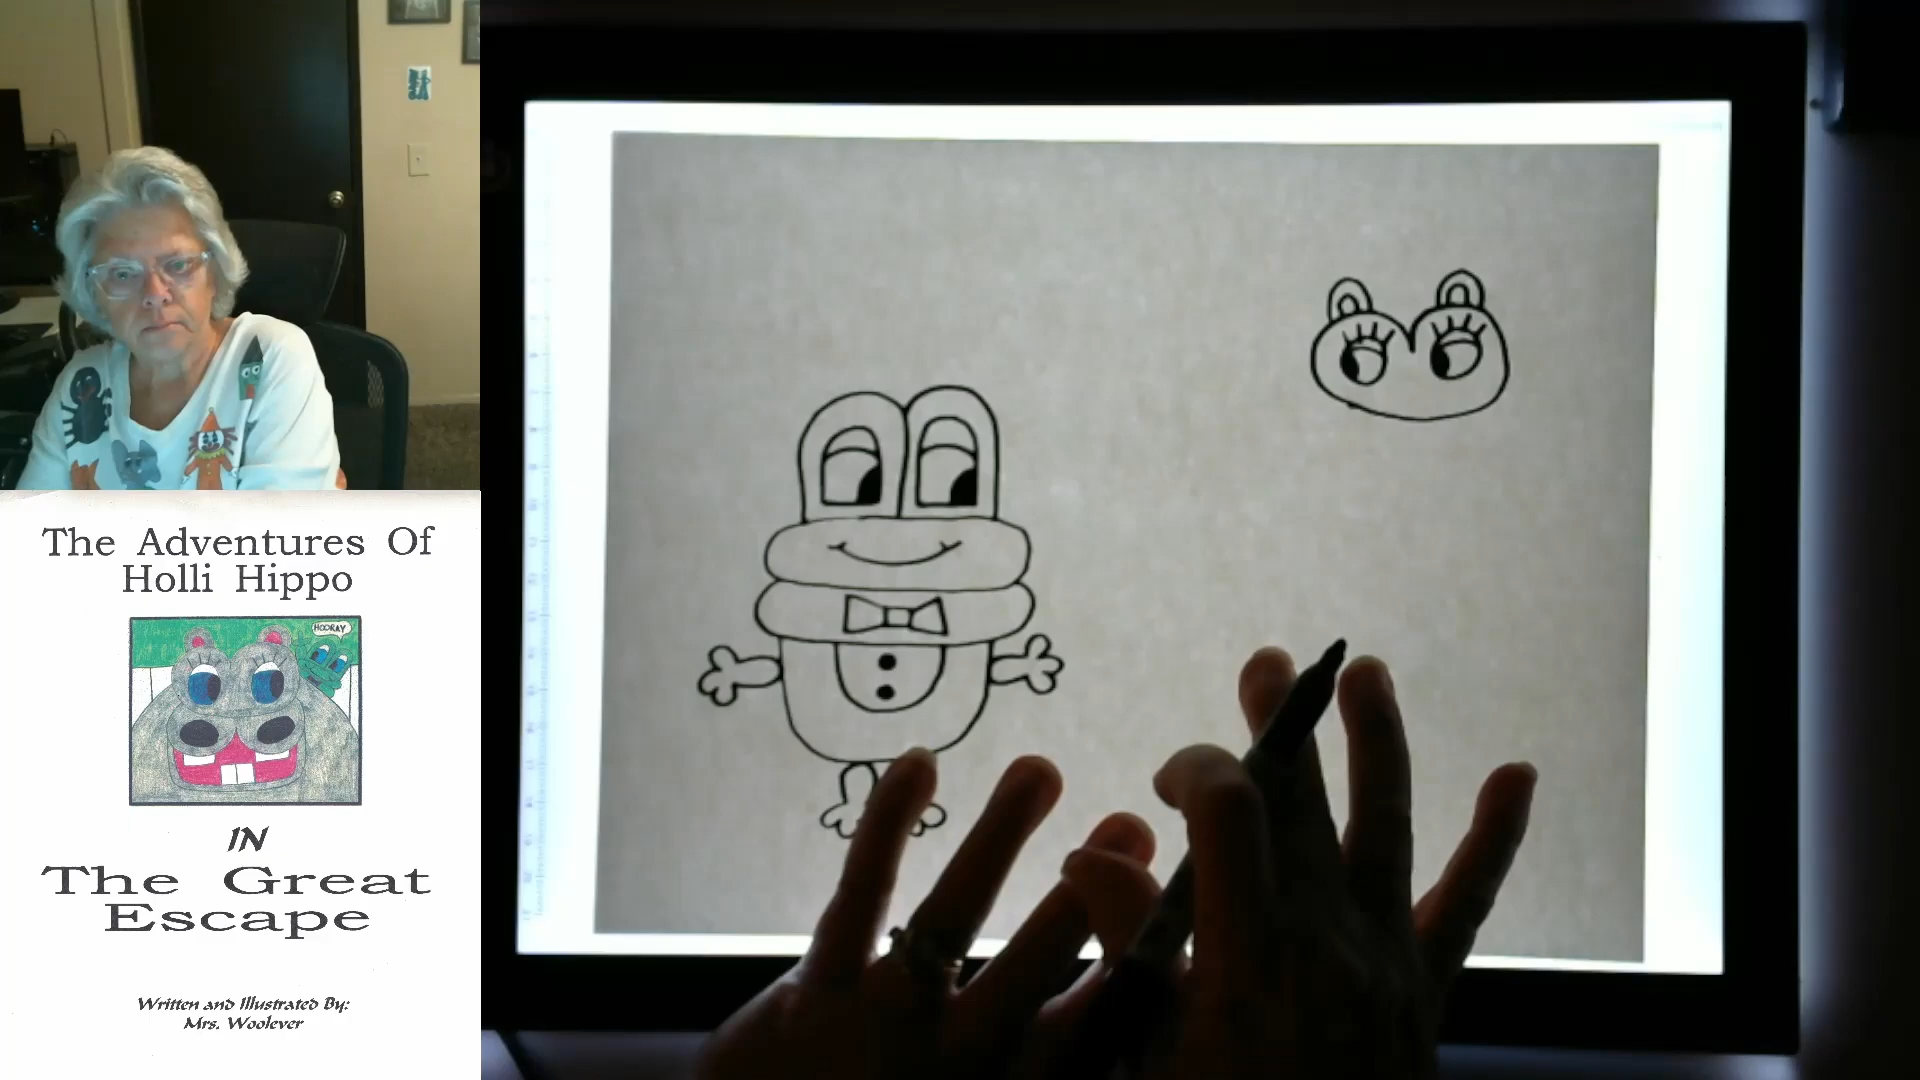 The Adventures Of
Holli Hippo
HOORAY
IN
The Great
Escape
Written and Illustrated By:
Mrs. Woolever